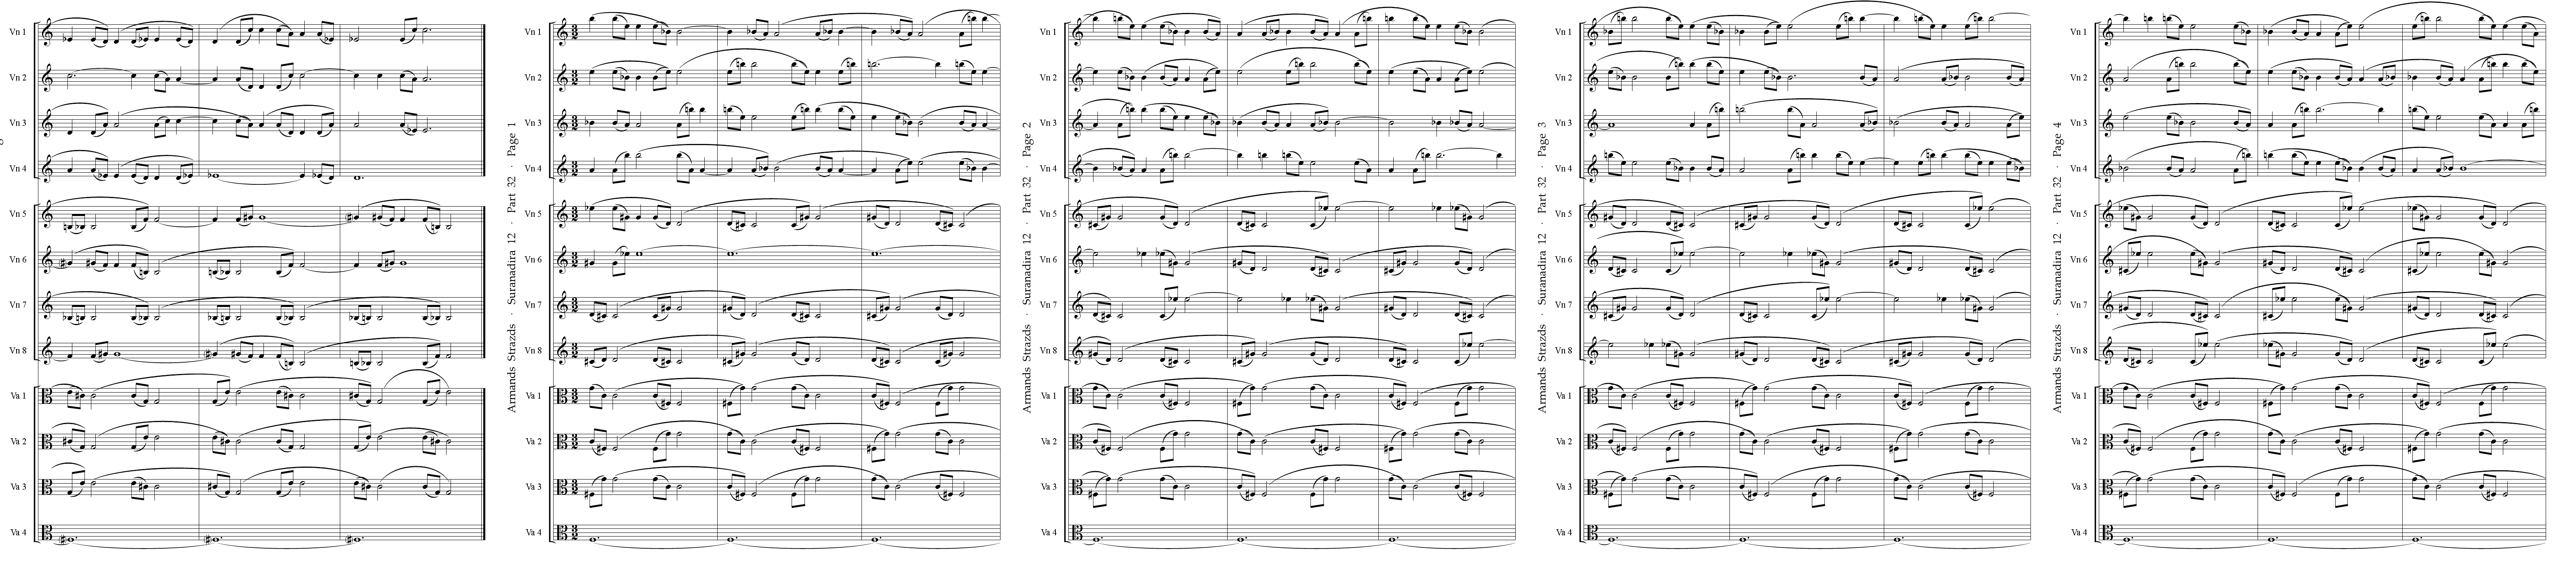 Vn 1
Vn 2
Vn 3
Vn 4
Vn 5
Vn 6
Vn 7
Vn 8
Va 1
Va 2
Va 3
Va 4
Armands Strazds · Suranadira 12 · Part 32 · Page 1
Vn 1
Vn 2
Vn 3
Vn 4
Vn 5
Vn 6
Vn 7
Vn 8
Va 1
Va 2
Va 3
Va 4
Armands Strazds · Suranadira 12 · Part 32 · Page 2
Vn 1
Vn 2
Vn 3
Vn 4
Vn 5
Vn 6
Vn 7
Vn 8
Va 1
Va 2
Va 3
Va 4
Armands Strazds · Suranadira 12 · Part 32 · Page 3
Vn 1
Vn 2
Vn 3
Vn 4
Vn 5
Vn 6
Vn 7
Vn 8
Va 1
Va 2
Va 3
Va 4
Armands Strazds · Suranadira 12 · Part 32 · Page 4
Vn 1
Vn 2
Vn 3
Vn 4
Vn 5
Vn 6
Vn 7
Vn 8
Va 1
Va 2
Va 3
Va 4